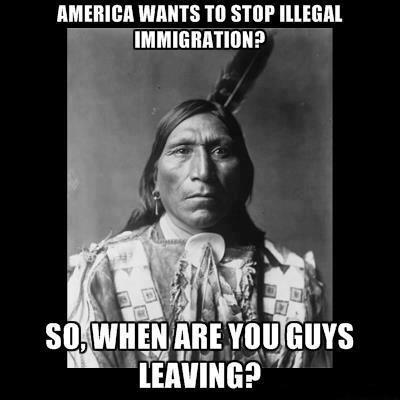 AMERICA WANTS TO STOP ILLEGAL
IMMIGRATION?
SO, WHEN ARE YOU GUYS
LEAVING?